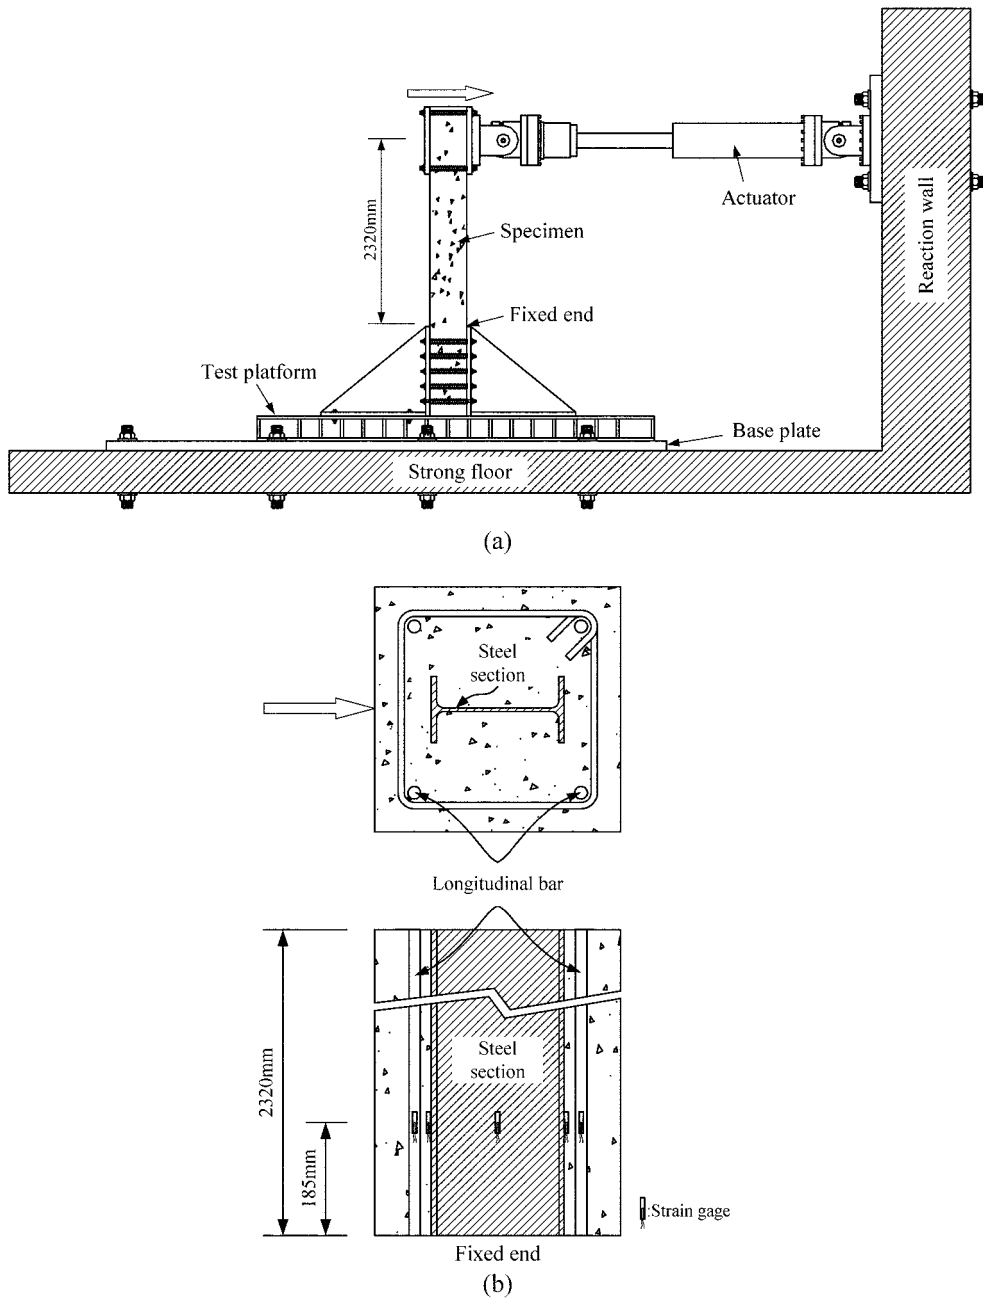 2320mm
Actuator
Reaction wall
Specimen
Fixed end
Test platform
Base plate
Strong floor
(a)
Steel
section
Longitudinal bar
2320mm
Steel
section
185mm
:Strain gage
Fixed end
(b)